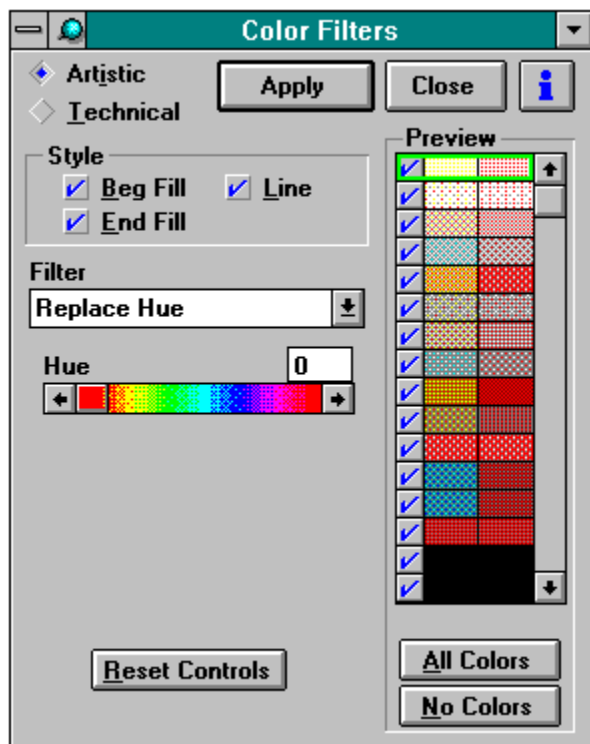 Color Filters
Artistic
Technical
Apply
Close
i
Style
Beg Fill
Line
End Fill
Filter
Replace Hue
Hue
0
Reset Controls
Preview
All Colors
No Colors